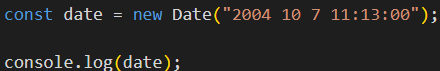 const date = new Date("2004 10 7 11:13:00");
console.log(date);